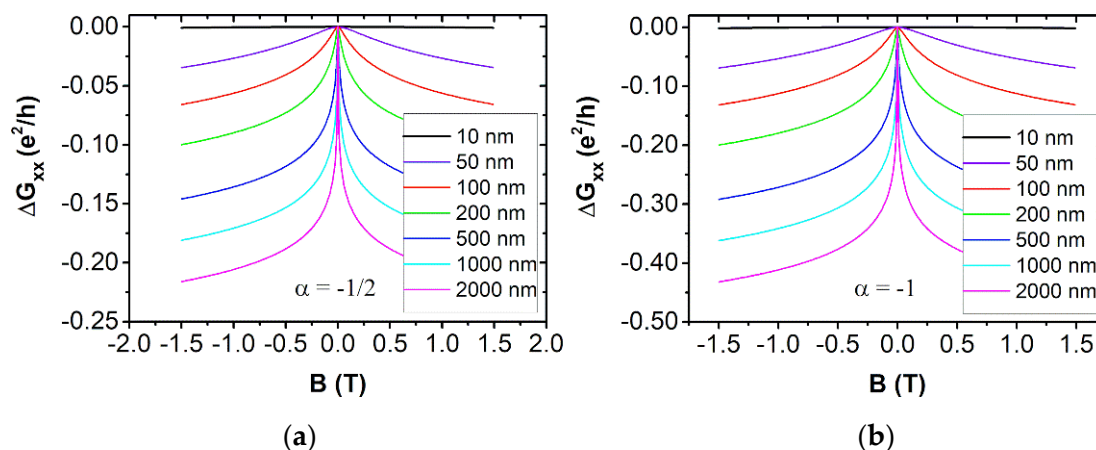 0.00
-0.05
-0.10
-0.15
-0.20
-0.25
ΔGxx (e²/h)
10 nm
50 nm
100 nm
200 nm
500 nm
1000 nm
2000 nm
α = -1/2
-2.0 -1.5 -1.0 -0.5 0.0 0.5 1.0 1.5 2.0
B (T)
(a)
0.00
-0.10
-0.20
-0.30
-0.40
-0.50
ΔGxx (e²/h)
10 nm
50 nm
100 nm
200 nm
500 nm
1000 nm
2000 nm
α = -1
-1.5 -1.0 -0.5 0.0 0.5 1.0 1.5
B (T)
(b)